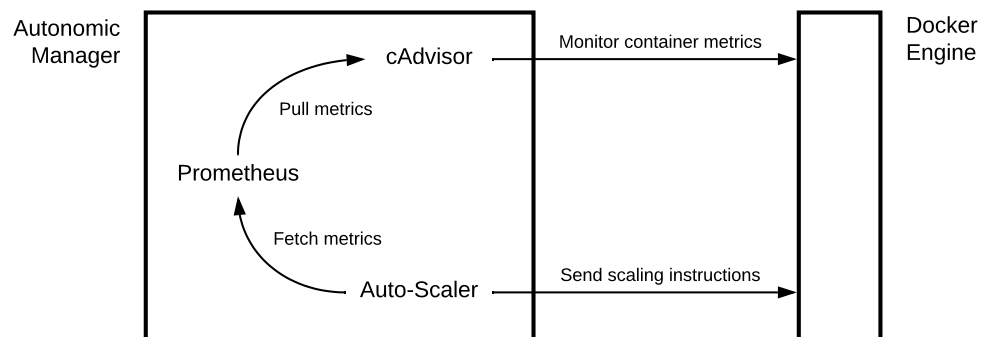 Autonomic
Manager
cAdvisor
Monitor container metrics
Docker
Engine
Pull metrics
Prometheus
Fetch metrics
Auto-Scaler
Send scaling instructions